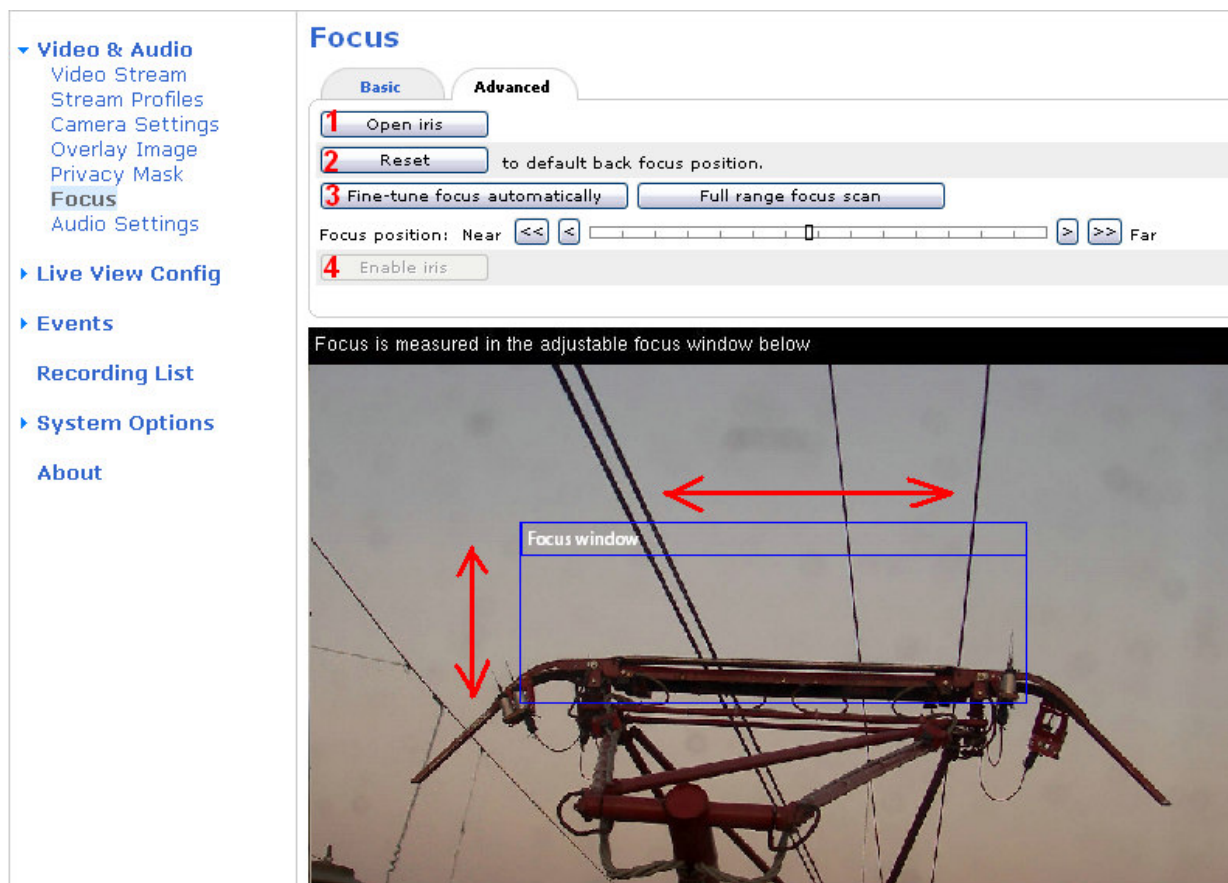 Video & Audio
Video Stream
Stream Profiles
Camera Settings
Overlay Image
Privacy Mask
Focus
Audio Settings
Live View Config
Events
Recording List
System Options
About
Focus
Basic Advanced
1 Open iris
2 Reset to default back focus position.
3 Fine-tune focus automatically Full range focus scan
Focus position: Near << < > >> Far
4 Enable iris
Focus is measured in the adjustable focus window below
Focus window